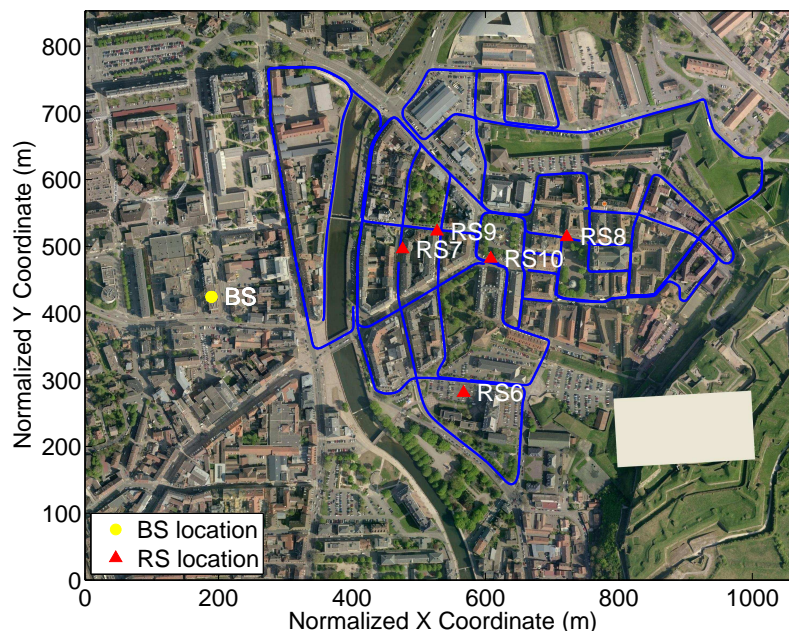 800
700
600
500
400
300
200
100
0
Normalized Y Coordinate (m)
RS9
RS7
RS8
RS10
BS
RS6
BS location
RS location
0 200 400 600 800 1000
Normalized X Coordinate (m)